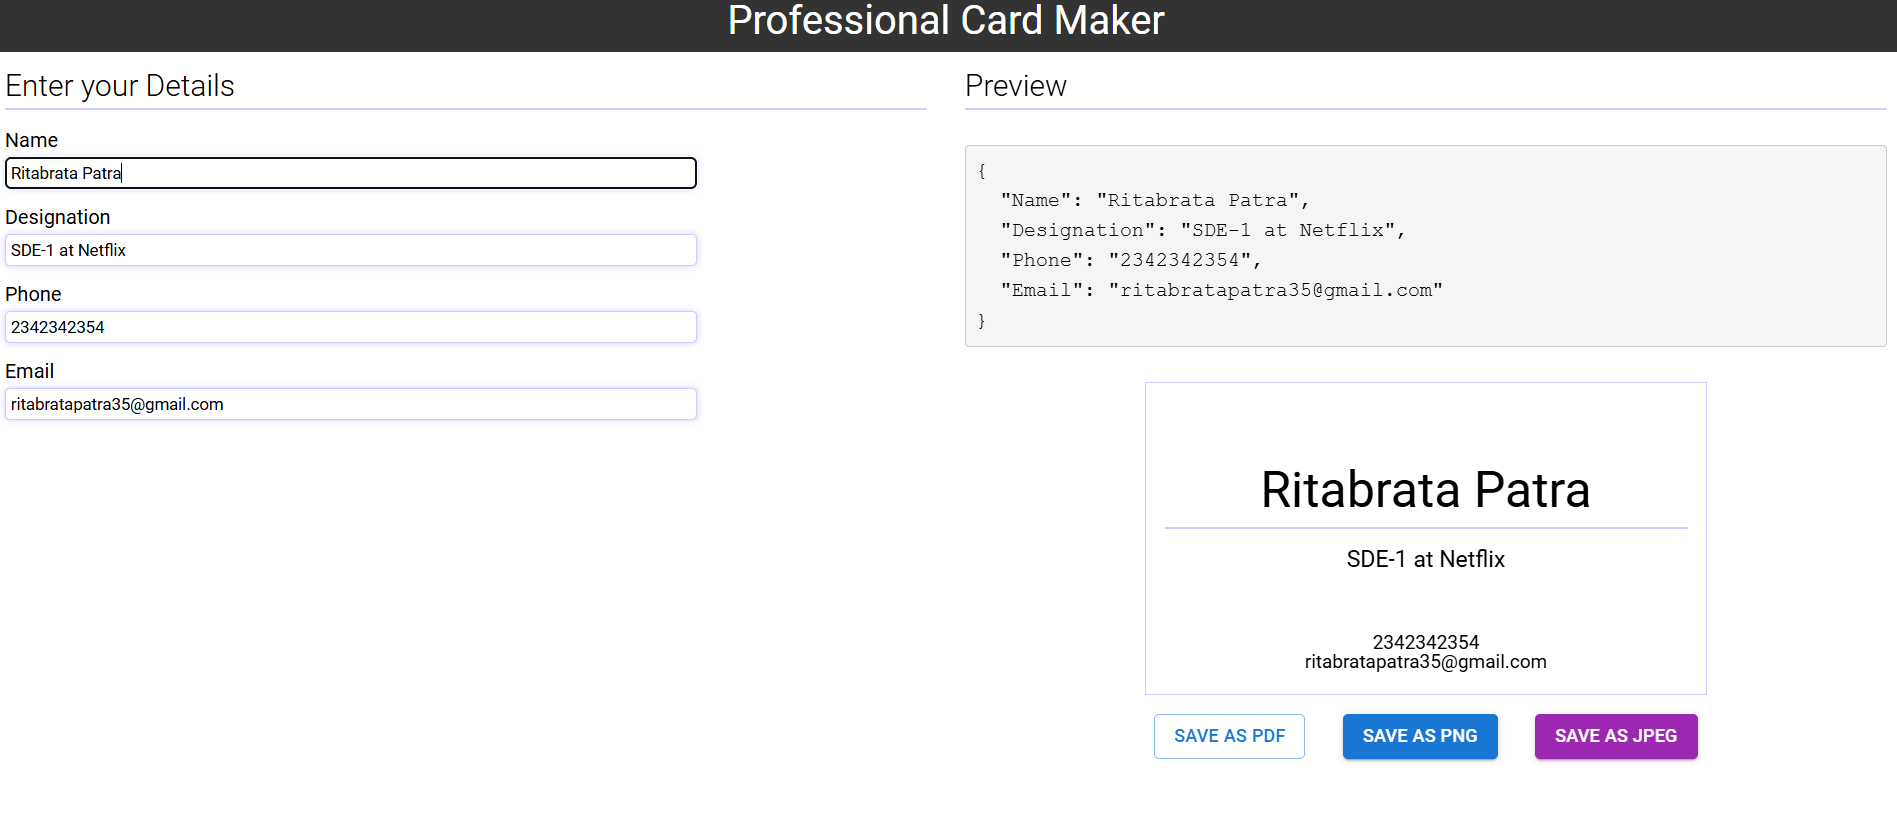 Professional Card Maker
Enter your Details
Name
Ritabrata Patra
Designation
SDE-1 at Netflix
Phone
2342342354
Email
ritabratapatra35@gmail.com
Preview
{
  "Name": "Ritabrata Patra",
  "Designation": "SDE-1 at Netflix",
  "Phone": "2342342354",
  "Email": "ritabratapatra35@gmail.com"
}
Ritabrata Patra
SDE-1 at Netflix
2342342354
ritabratapatra35@gmail.com
SAVE AS PDF
SAVE AS PNG
SAVE AS JPEG